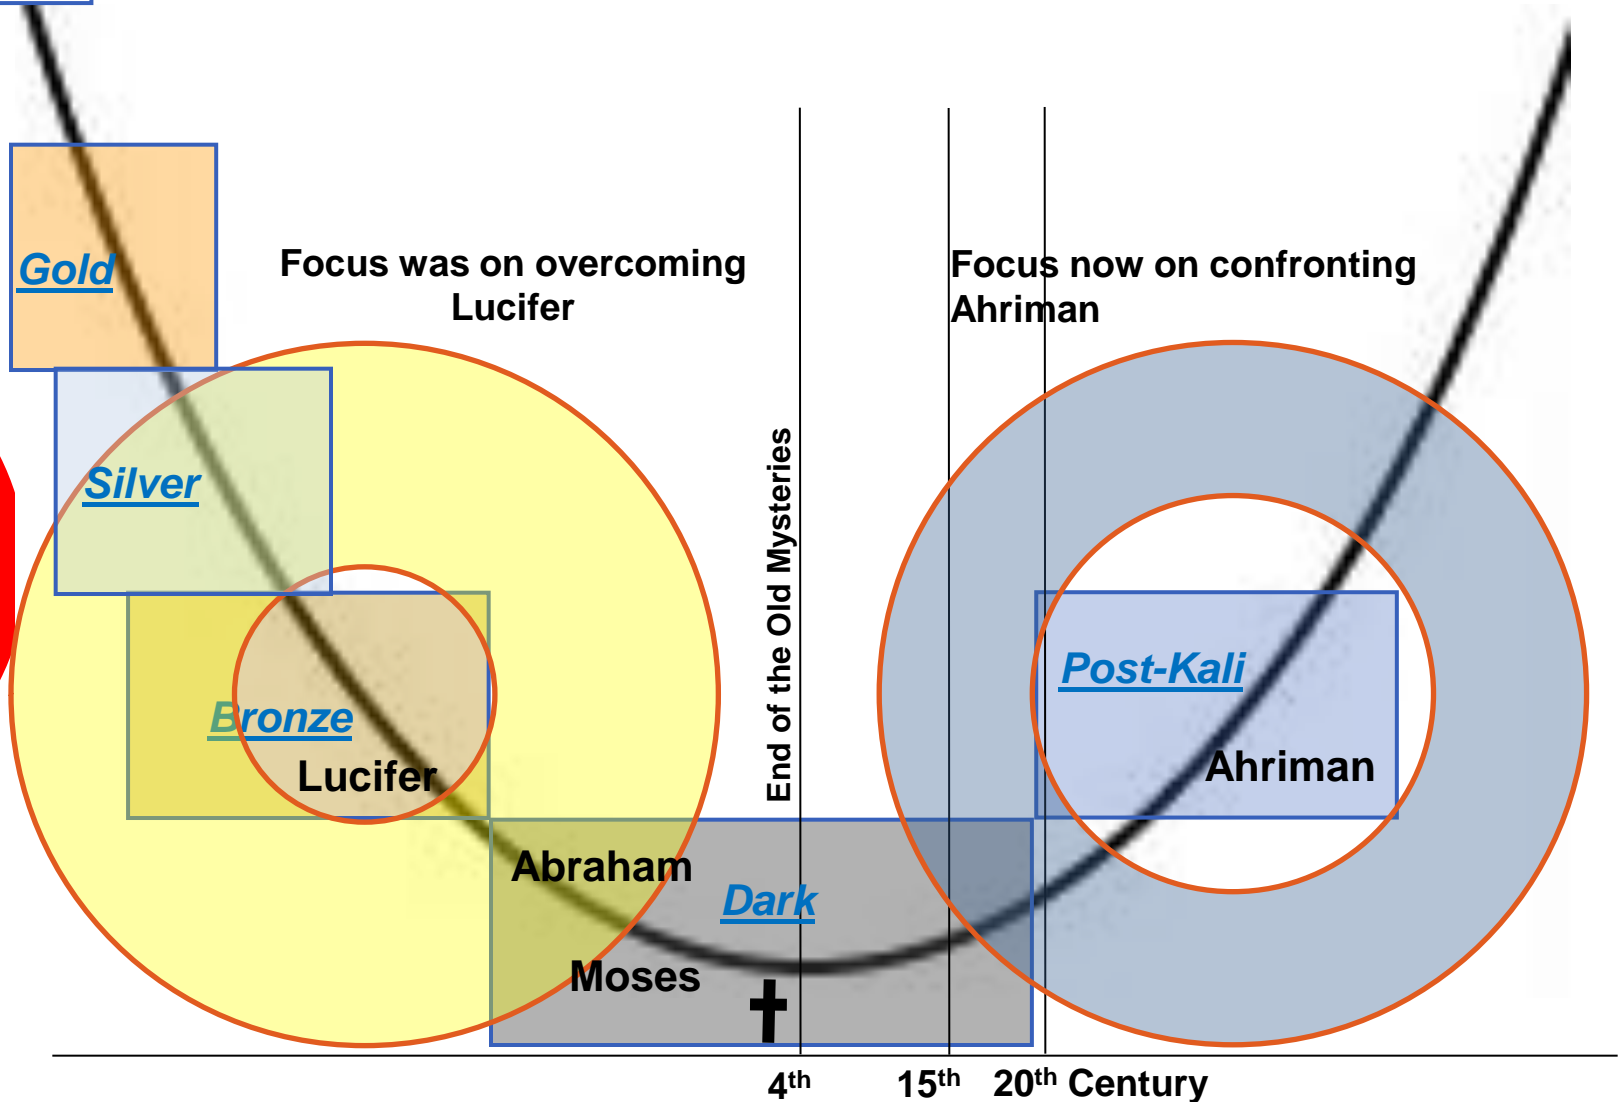 Gold
Focus was on overcoming
Lucifer
Focus now on confronting
Ahriman
Silver
End of the Old Mysteries
Bronze
Lucifer
Post-Kali
Ahriman
Abraham
Dark
Moses
4th
15th
20th Century